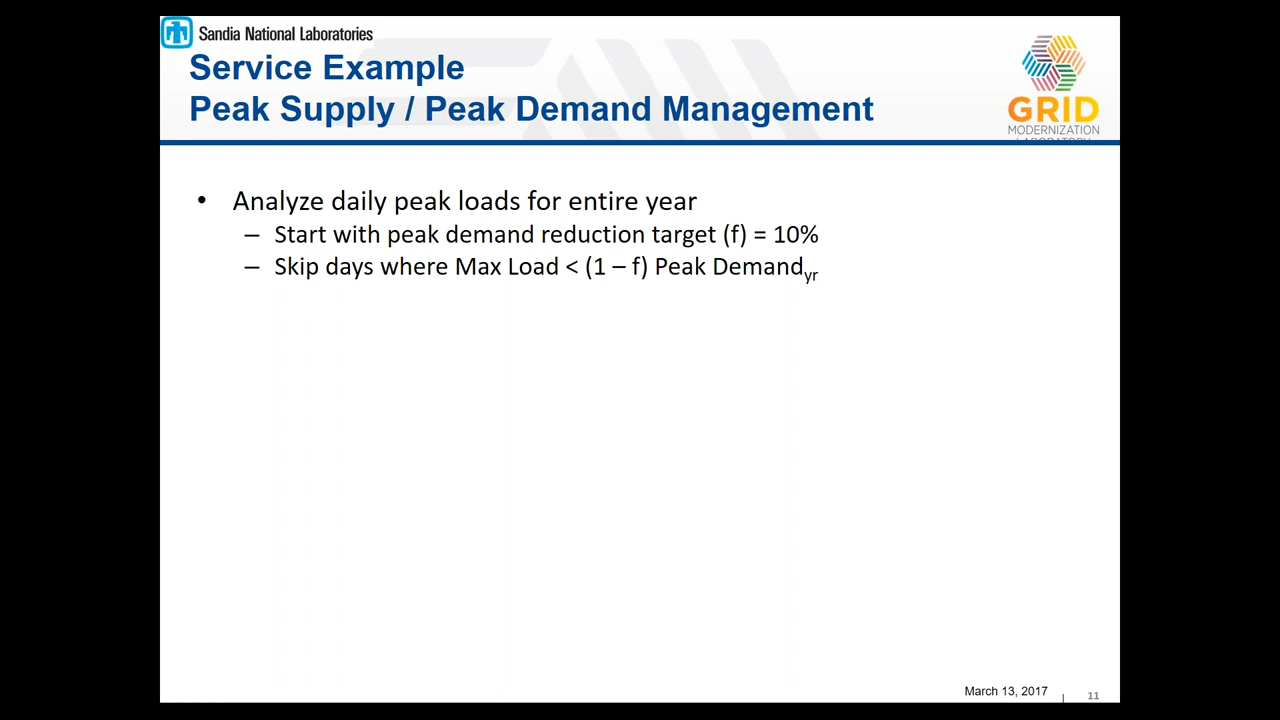 Sandia National Laboratories
Service Example
Peak Supply / Peak Demand Management
GRID
MODERNIZATION
• Analyze daily peak loads for entire year
– Start with peak demand reduction target (f) = 10%
– Skip days where Max Load < (1 – f) Peak Demandyr
March 13, 2017 | 11